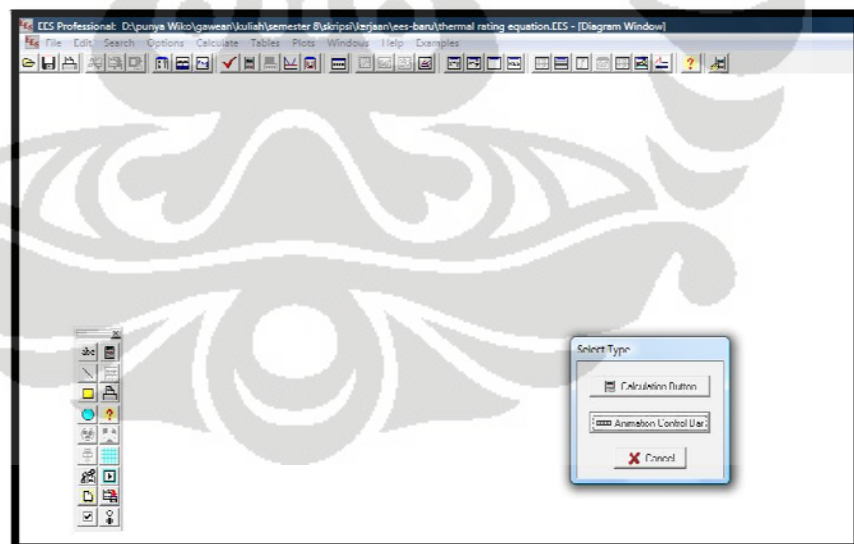 EES Professional: D:\punya Wiko\gawean\kuliah\semester 8\skripsi\kerjaan\ees-baru\thermal rating equation.EES - [Diagram Window]
File Edit Search Options Calculate Tables Plots Windows Help Examples
abc
Select Type
Calculation Button
Animation Control Bar
Cancel